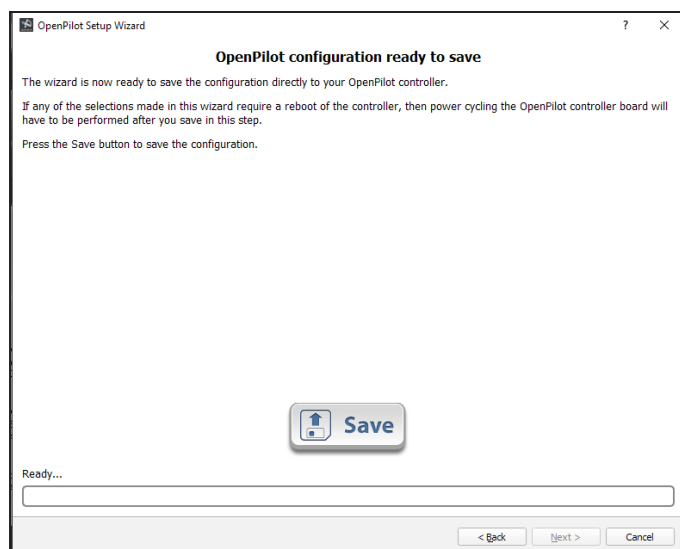 OpenPilot Setup Wizard
?
OpenPilot configuration ready to save
The wizard is now ready to save the configuration directly to your OpenPilot controller.
If any of the selections made in this wizard require a reboot of the controller, then power cycling the OpenPilot controller board will
have to be performed after you save in this step.
Press the Save button to save the configuration.
Save
Ready...
< Back Next > Cancel